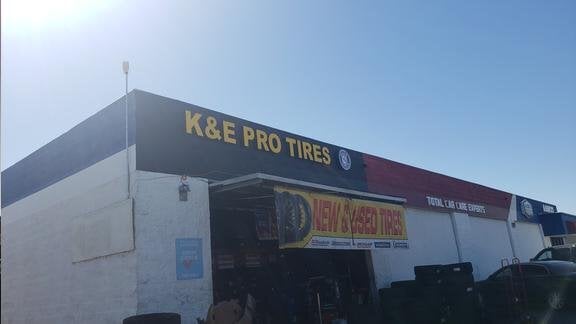 K&E PRO TIRES
TOTAL CAR CARE EXPERTS
NEW & USED TIRES